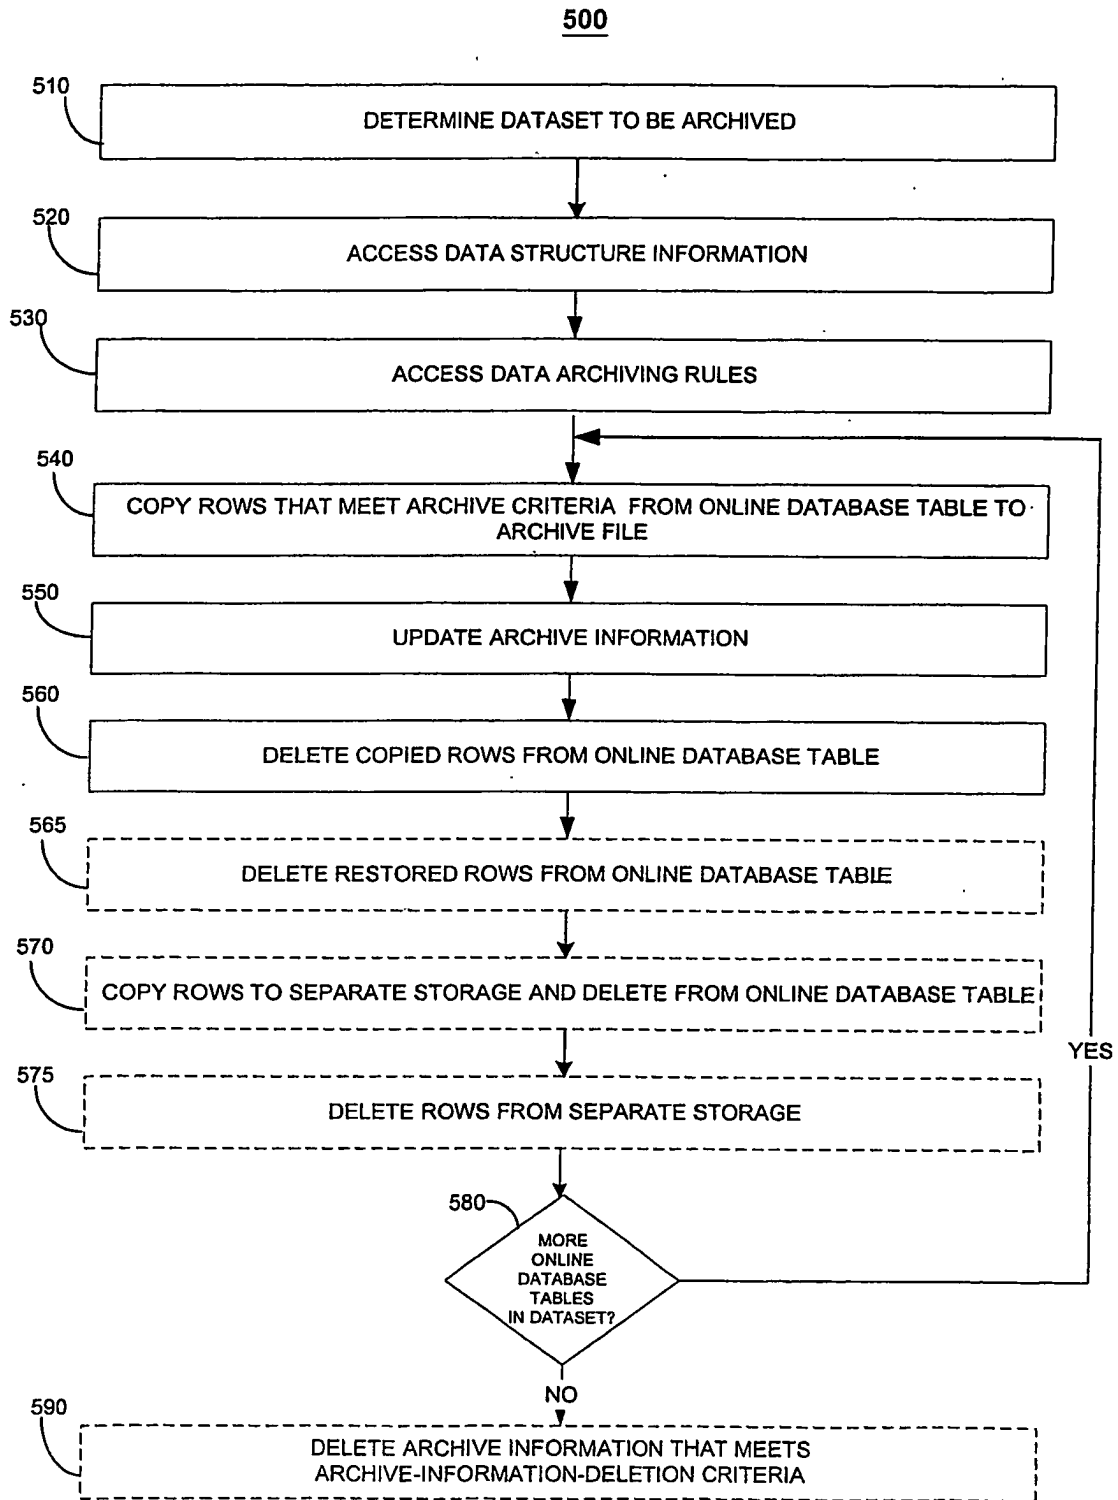 500
510
DETERMINE DATASET TO BE ARCHIVED
520
ACCESS DATA STRUCTURE INFORMATION
530
ACCESS DATA ARCHIVING RULES
540
COPY ROWS THAT MEET ARCHIVE CRITERIA FROM ONLINE DATABASE TABLE TO
ARCHIVE FILE
550
UPDATE ARCHIVE INFORMATION
560
DELETE COPIED ROWS FROM ONLINE DATABASE TABLE
565
DELETE RESTORED ROWS FROM ONLINE DATABASE TABLE
570
COPY ROWS TO SEPARATE STORAGE AND DELETE FROM ONLINE DATABASE TABLE
YES
575
DELETE ROWS FROM SEPARATE STORAGE
580
MORE
ONLINE
DATABASE
TABLES
IN DATASET?
NO
590
DELETE ARCHIVE INFORMATION THAT MEETS
ARCHIVE-INFORMATION-DELETION CRITERIA